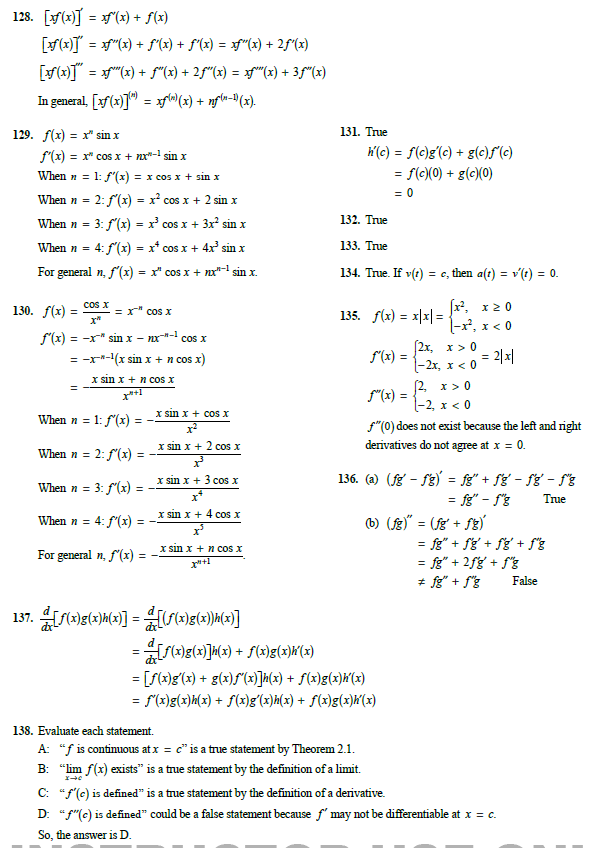 128. [xf(x)]′ = xf′(x) + f(x)
[xf(x)]″ = xf″(x) + f′(x) + f′(x) = xf″(x) + 2f′(x)
[xf(x)]‴ = xf‴(x) + f″(x) + 2f″(x) = xf‴(x) + 3f″(x)
In general, [xf(x)]⁽ⁿ⁾ = xf⁽ⁿ⁾(x) + nf⁽ⁿ⁻¹⁾(x).
129. f(x) = xⁿ sin x
f′(x) = xⁿ cos x + nxⁿ⁻¹ sin x
When n = 1: f′(x) = x cos x + sin x
When n = 2: f′(x) = x² cos x + 2 sin x
When n = 3: f′(x) = x³ cos x + 3x² sin x
When n = 4: f′(x) = x⁴ cos x + 4x³ sin x
For general n, f′(x) = xⁿ cos x + nxⁿ⁻¹ sin x.
130. f(x) = cos x / xⁿ = x⁻ⁿ cos x
f′(x) = −x⁻ⁿ sin x − nx⁻ⁿ⁻¹ cos x
= −x⁻ⁿ⁻¹(x sin x + n cos x)
= − (x sin x + n cos x) / xⁿ⁺¹
When n = 1: f′(x) = − (x sin x + cos x) / x²
When n = 2: f′(x) = − (x sin x + 2 cos x) / x³
When n = 3: f′(x) = − (x sin x + 3 cos x) / x⁴
When n = 4: f′(x) = − (x sin x + 4 cos x) / x⁵
For general n, f′(x) = − (x sin x + n cos x) / xⁿ⁺¹.
131. True
h′(c) = f(c)g′(c) + g(c)f′(c)
= f(c)(0) + g(c)(0)
= 0
132. True
133. True
134. True. If v(t) = c, then a(t) = v′(t) = 0.
135. f(x) = x|x| = { x², x ≥ 0
−x², x < 0
f′(x) = { 2x, x > 0
−2x, x < 0 = 2|x|
f″(x) = { 2, x > 0
−2, x < 0
f″(0) does not exist because the left and right
derivatives do not agree at x = 0.
136. (a) (fg′ − f′g)′ = fg″ + f′g′ − f′g′ − f″g
= fg″ − f″g True
(b) (fg)″ = (fg′ + f′g)′
= fg″ + f′g′ + f′g′ + f″g
= fg″ + 2f′g′ + f″g
≠ fg″ + f″g False
137. d/dx[f(x)g(x)h(x)] = d/dx[(f(x)g(x))h(x)]
= d/dx[f(x)g(x)]h(x) + f(x)g(x)h′(x)
= [f(x)g′(x) + g(x)f′(x)]h(x) + f(x)g(x)h′(x)
= f′(x)g(x)h(x) + f(x)g′(x)h(x) + f(x)g(x)h′(x)
138. Evaluate each statement.
A: “f is continuous at x = c” is a true statement by Theorem 2.1.
B: “lim x→c f(x) exists” is a true statement by the definition of a limit.
C: “f′(c) is defined” is a true statement by the definition of a derivative.
D: “f″(c) is defined” could be a false statement because f′ may not be differentiable at x = c.
So, the answer is D.